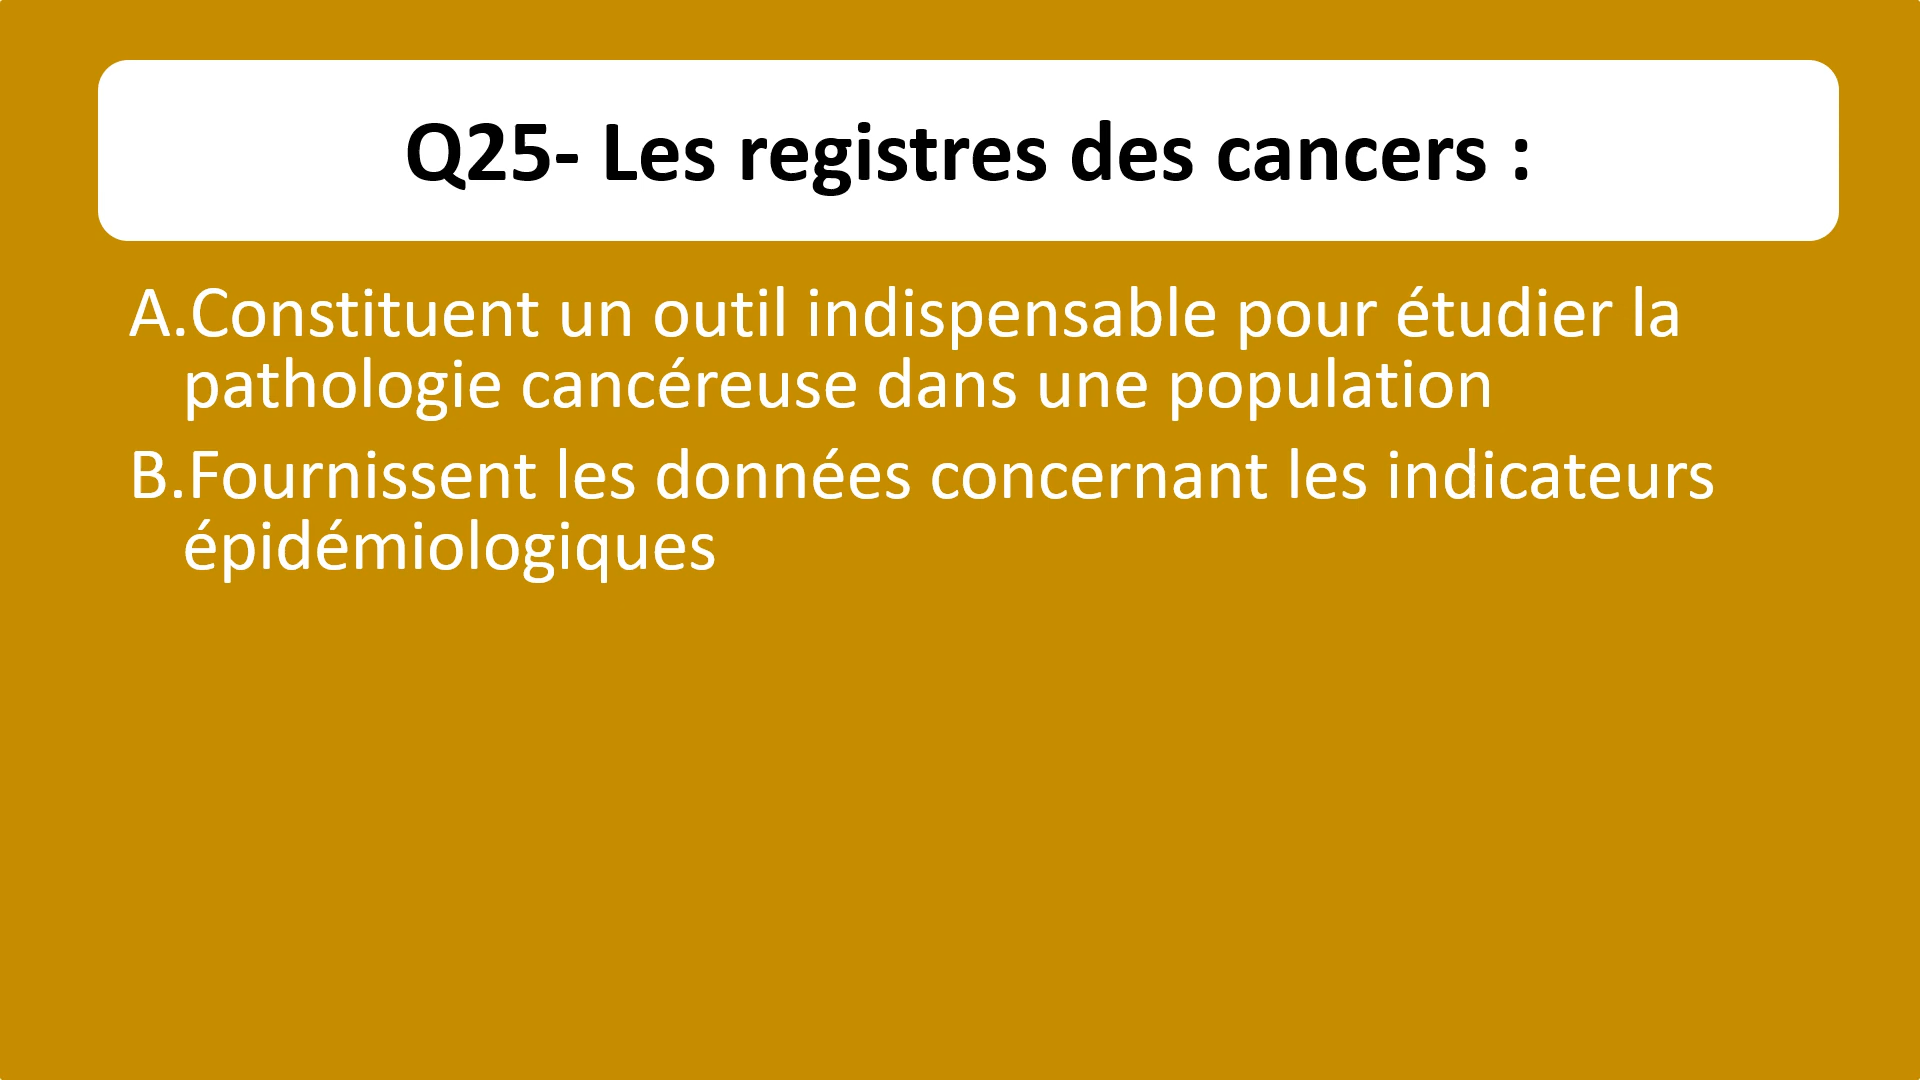 Q25- Les registres des cancers :
A.Constituent un outil indispensable pour étudier la
pathologie cancéreuse dans une population
B.Fournissent les données concernant les indicateurs
épidémiologiques